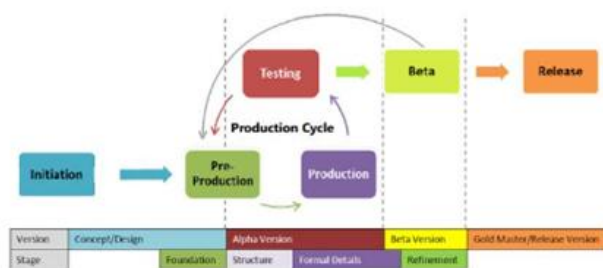 Testing
Beta
Release
Production Cycle
Initiation
Pre-
Production
Production
Version Concept/Design Alpha Version Beta Version Gold Master/Release Version
Stage Foundation Structure Formal Details Refinement